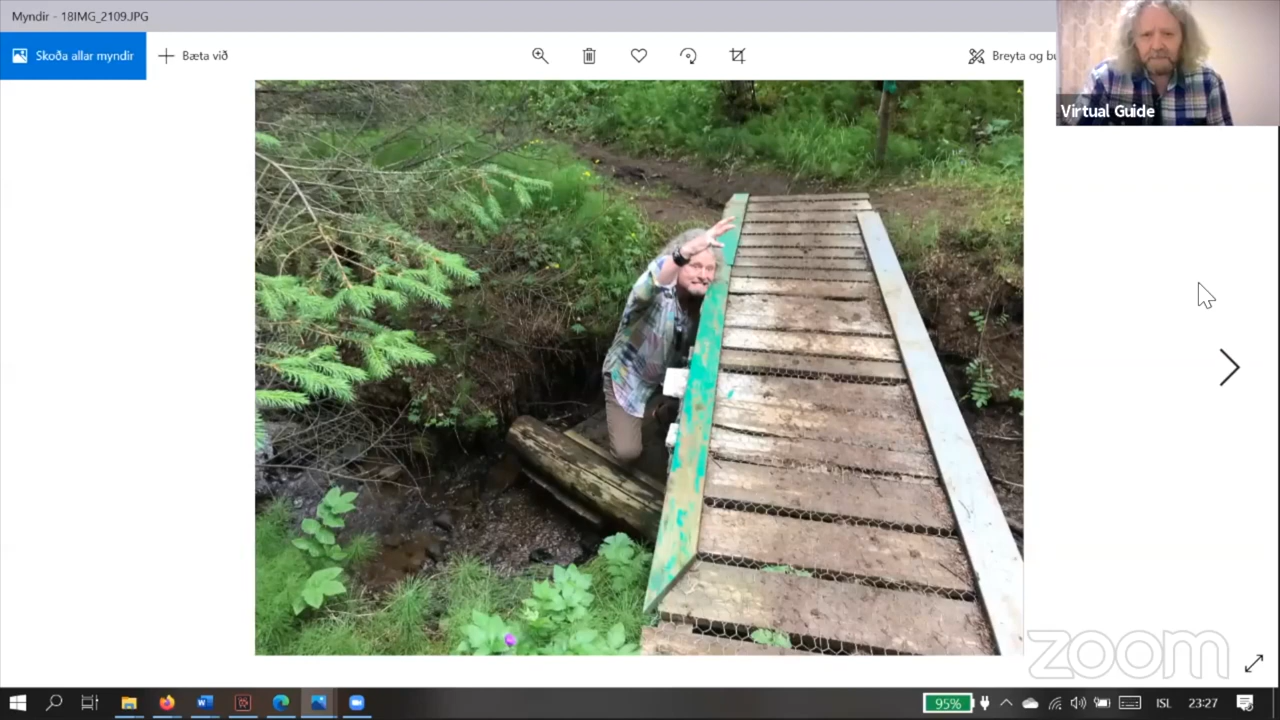 Myndir - 18IMG_2109.JPG
Skoða allar myndir
Bæta við
Breyta og bu
Virtual Guide
zoom
95%
ISL
23:27